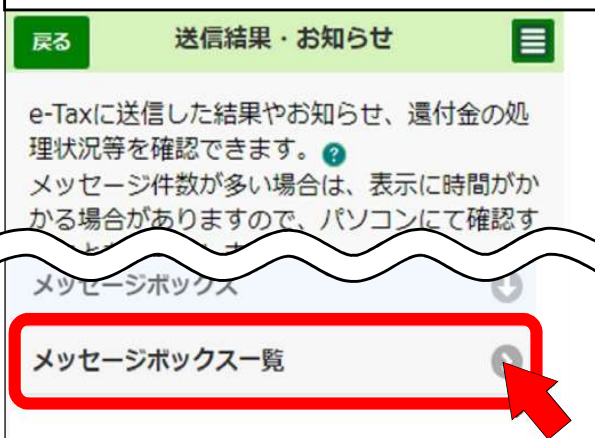 戻る
送信結果・お知らせ
e-Taxに送信した結果やお知らせ、還付金の処
理状況等を確認できます。?
メッセージ件数が多い場合は、表示に時間がか
かる場合がありますので、パソコンにて確認す
メッセージボックス
メッセージボックス一覧